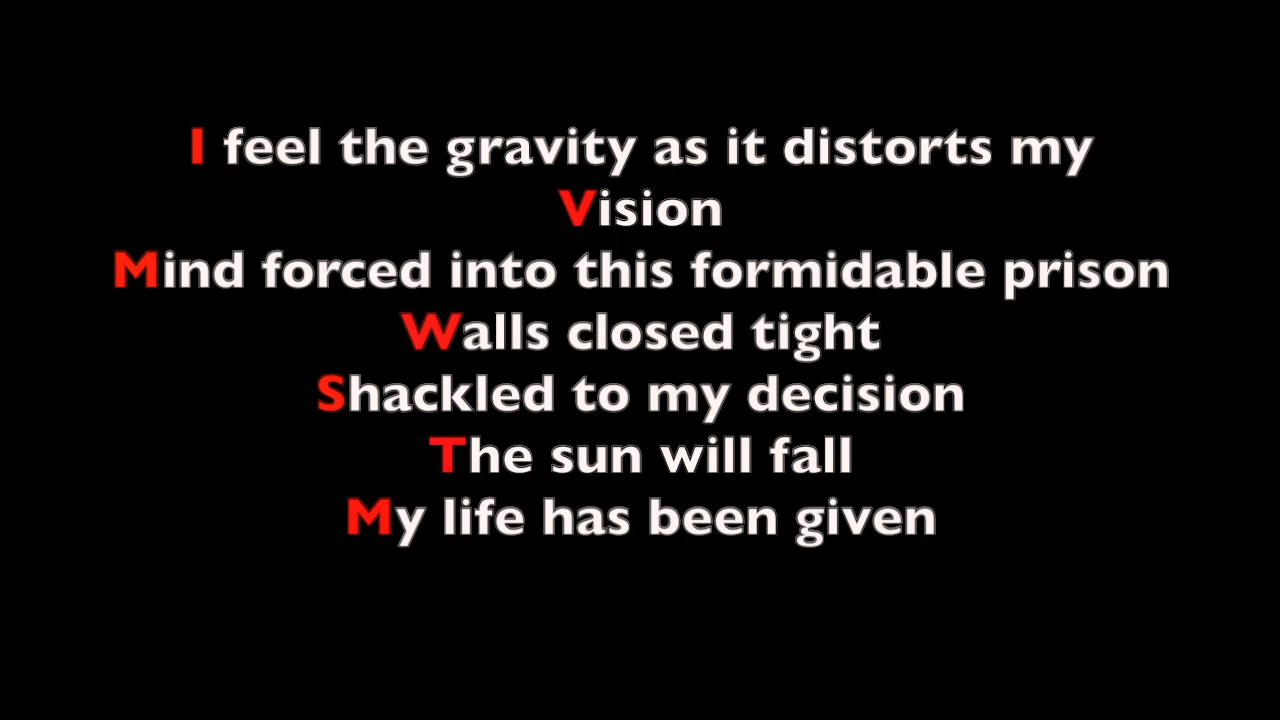 I feel the gravity as it distorts my
Vision
Mind forced into this formidable prison
Walls closed tight
Shackled to my decision
The sun will fall
My life has been given